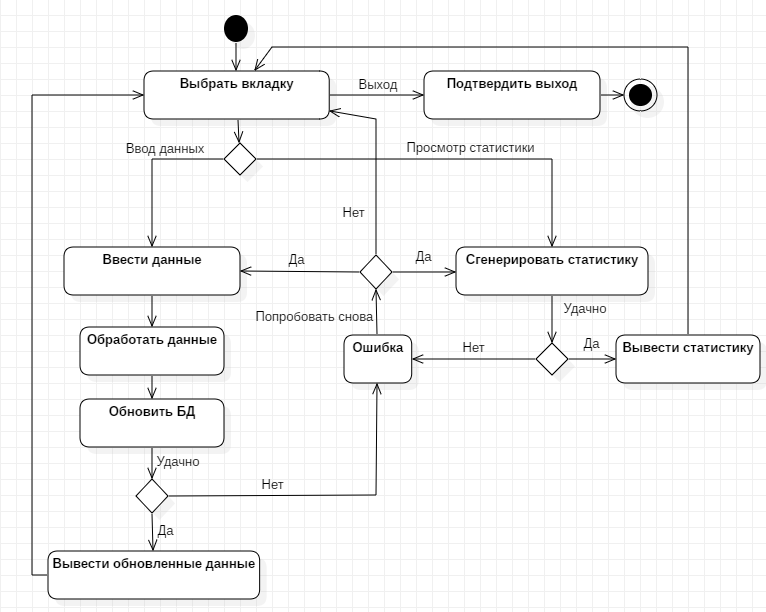 Выбрать вкладку
Выход
Подтвердить выход
Ввод данных
Просмотр статистики
Нет
Ввести данные
Да
Да
Сгенерировать статистику
Попробовать снова
Удачно
Обработать данные
Ошибка
Нет
Да
Вывести статистику
Обновить БД
Удачно
Нет
Да
Вывести обновленные данные